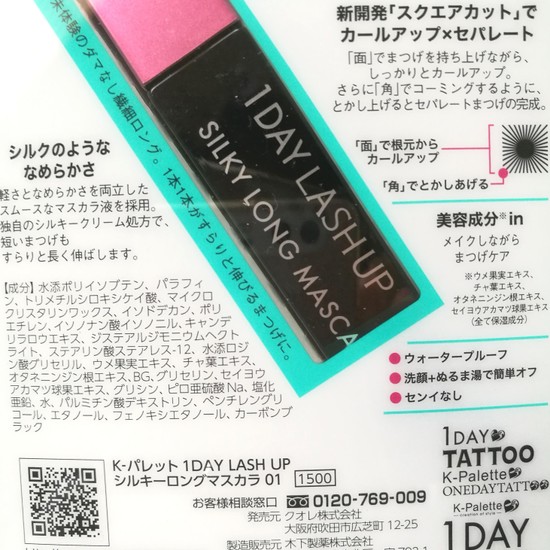 未体験のダマなし繊細ロング。
1本1本がすらりと伸びるまつげに。
1DAY LASH UP
SILKY LONG MASCA
シルクのような
なめらかさ
軽さとなめらかさを両立した
スムースなマスカラ液を採用。
独自のシルキークリーム処方で、
短いまつげも
すらりと長く伸ばします。
【成分】水添ポリイソブテン、パラフィ
ン、トリメチルシロキシケイ酸、マイクロ
クリスタリンワックス、イソドデカン、ポリ
エチレン、イソノナン酸イソノニル、キャンデ
リラロウエキス、ジステアルジモニウムヘクト
ライト、ステアリン酸ステアレス-12、水添ロジ
ン酸グリセリル、ウメ果実エキス、チャ葉エキス、
オタネニンジン根エキス、BG、グリセリン、セイヨウ
アカマツ球果エキス、グリシン、ピロ亜硫酸Na、塩化
亜鉛、水、パルミチン酸デキストリン、ペンチレングリ
コール、エタノール、フェノキシエタノール、カーボンブ
ラック
新開発「スクエアカット」で
カールアップ×セパレート
「面」でまつげを持ち上げながら、
しっかりとカールアップ。
さらに「角」でコーミングするように、
とかし上げるとセパレートまつげの完成。
「面」で根元から
カールアップ
「角」でとかしあげる
美容成分※in
メイクしながら
まつげケア
※ウメ果実エキス、
チャ葉エキス、
オタネニンジン根エキス、
セイヨウアカマツ球果エキス
(全て保湿成分)
ウォータープルーフ
洗顔+ぬるま湯で簡単オフ
センイなし
K-パレット 1DAY LASH UP
シルキーロングマスカラ 01 1500
お客様相談窓口 0120-769-009
発売元 クオレ株式会社
大阪府吹田市広芝町 12-25
製造販売元 木下製薬株式会社
1DAY
TATTOO
K-Palette
ONEDAYTATTOO
K-Palette
1DAY